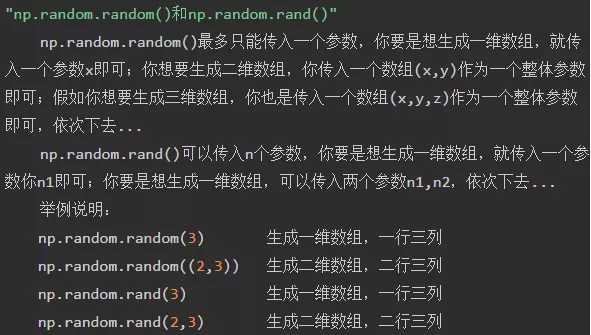 "np.random.random()和np.random.rand()"
np.random.random()最多只能传入一个参数，你要是想生成一维数组，就传
入一个参数x即可；你想要生成二维数组，你传入一个数组(x,y)作为一个整体参数
即可；假如你想要生成三维数组，你也是传入一个数组(x,y,z)作为一个整体参数
即可，依次下去...
np.random.rand()可以传入n个参数，你要是想生成一维数组，就传入一个参
数你n1即可；你要是想生成一维数组，可以传入两个参数n1,n2，依次下去...
举例说明：
np.random.random(3) 生成一维数组，一行三列
np.random.random((2,3)) 生成二维数组，二行三列
np.random.rand(3) 生成一维数组，一行三列
np.random.rand(2,3) 生成二维数组，二行三列